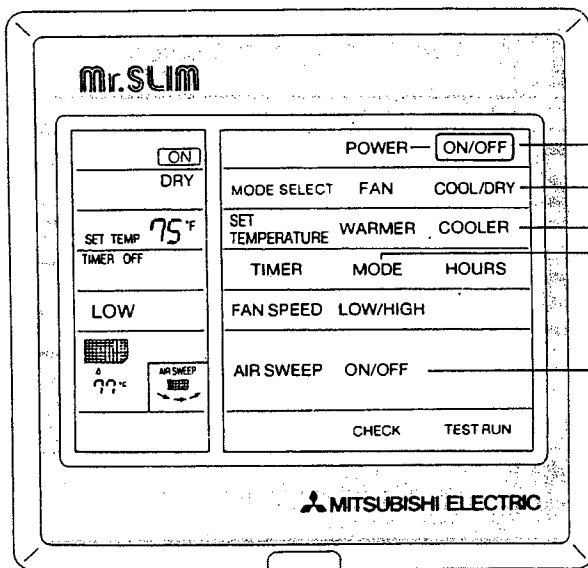 Mr.SLIM
ON
DRY
SET TEMP 75°F
TIMER OFF
LOW
77°F
AIR SWEEP
POWER ON/OFF
MODE SELECT FAN COOL/DRY
SET TEMPERATURE WARMER COOLER
TIMER MODE HOURS
FAN SPEED LOW/HIGH
AIR SWEEP ON/OFF
CHECK TEST RUN
MITSUBISHI ELECTRIC